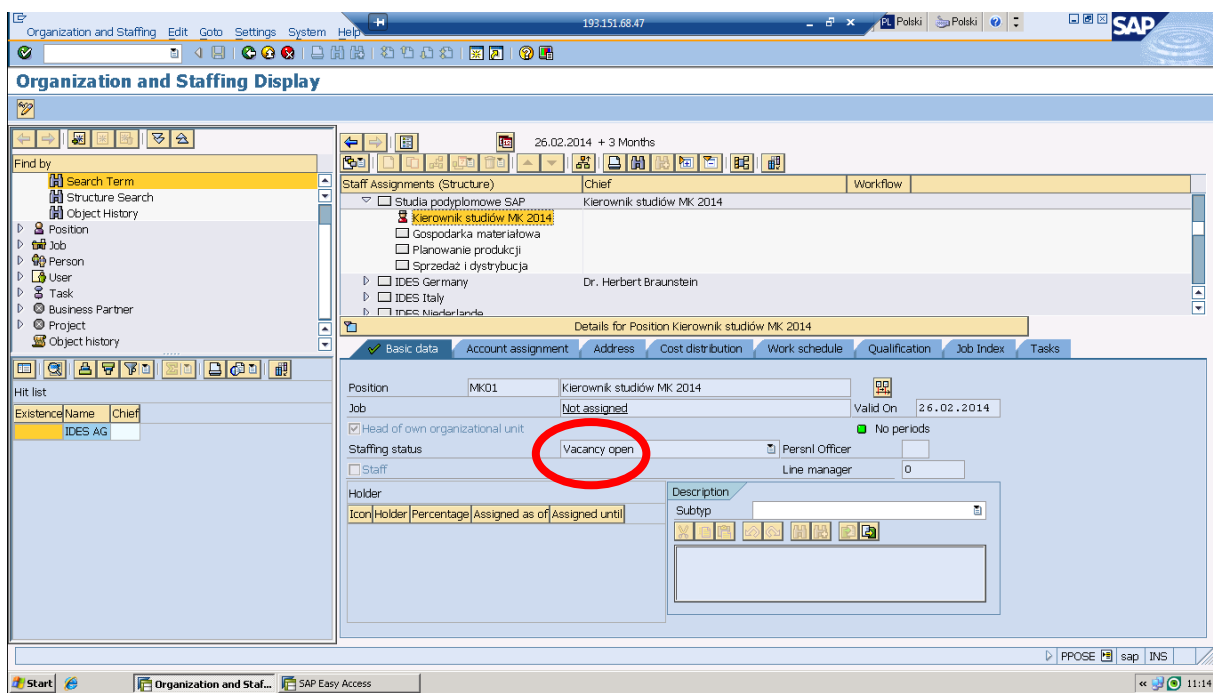 193.151.68.47
PL Polski Polski
Organization and Staffing Edit Goto Settings System Help
SAP
Organization and Staffing Display
26.02.2014 + 3 Months
Find by
Search Term
Structure Search
Object History
Position
Job
Person
User
Task
Business Partner
Project
Object history
Hit list
Existence Name Chief
IDES AG
Staff Assignments (Structure) Chief Workflow
Studia podyplomowe SAP Kierownik studiów MK 2014
Kierownik studiów MK 2014
Gospodarka materiałowa
Planowanie produkcji
Sprzedaż i dystrybucja
IDES Germany Dr. Herbert Braunstein
IDES Italy
IDES Niederlande
Details for Position Kierownik studiów MK 2014
Basic data Account assignment Address Cost distribution Work schedule Qualification Job Index Tasks
Position MK01 Kierownik studiów MK 2014
Job Not assigned Valid On 26.02.2014
Head of own organizational unit No periods
Staffing status Vacancy open Persnl Officer
Staff Line manager 0
Holder
Icon Holder Percentage Assigned as of Assigned until
Description
Subtyp
PPOSE sap INS
Start Organization and Staf... SAP Easy Access 11:14